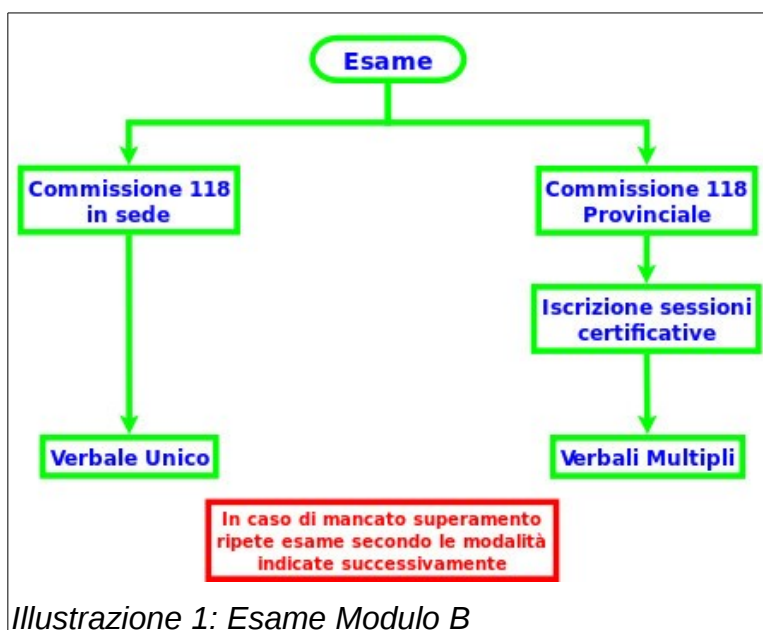 Esame
Commissione 118
in sede
Commissione 118
Provinciale
Iscrizione sessioni
certificative
Verbale Unico
Verbali Multipli
In caso di mancato superamento
ripete esame secondo le modalità
indicate successivamente
Illustrazione 1: Esame Modulo B